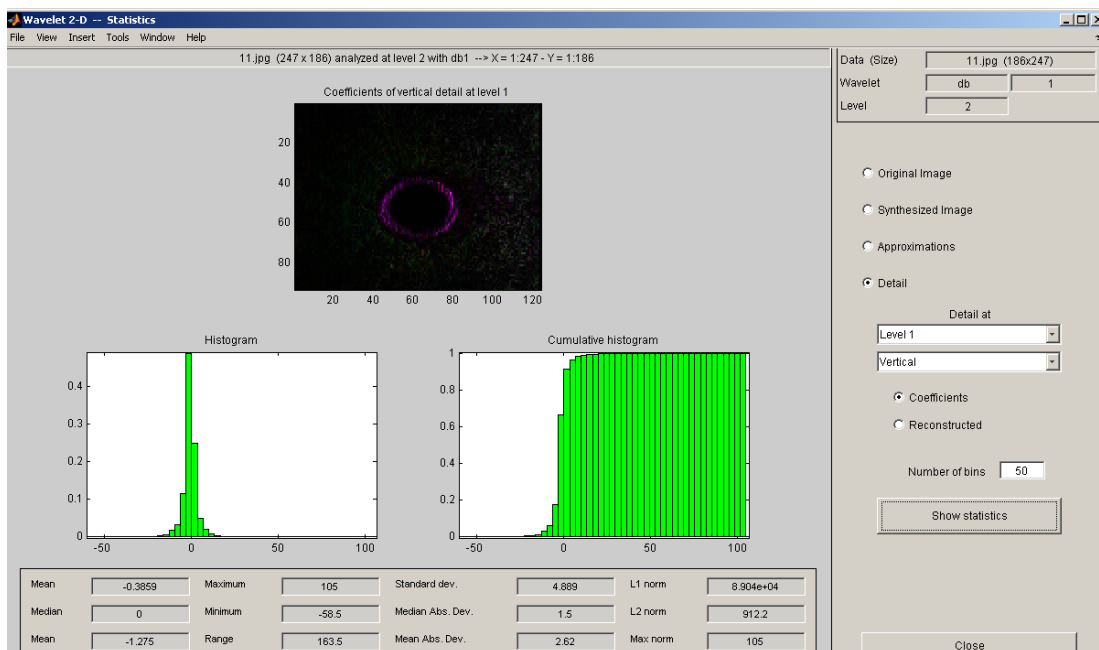 Wavelet 2-D -- Statistics
File View Insert Tools Window Help
11.jpg (247 x 186) analyzed at level 2 with db1 --> X = 1:247 - Y = 1:186
Data (Size) 11.jpg (186x247)
Wavelet db 1
Level 2
Coefficients of vertical detail at level 1
20
40
60
80
20 40 60 80 100 120
Original Image
Synthesized Image
Approximations
Detail
Detail at
Level 1
Vertical
Coefficients
Reconstructed
Number of bins 50
Show statistics
Histogram
0.4
0.3
0.2
0.1
0
-50 0 50 100
Cumulative histogram
1
0.8
0.6
0.4
0.2
0
-50 0 50 100
Mean -0.3859 Maximum 105 Standard dev. 4.889 L1 norm 8.904e+04
Median 0 Minimum -58.5 Median Abs. Dev. 1.5 L2 norm 912.2
Mean -1.275 Range 163.5 Mean Abs. Dev. 2.62 Max norm 105
Close